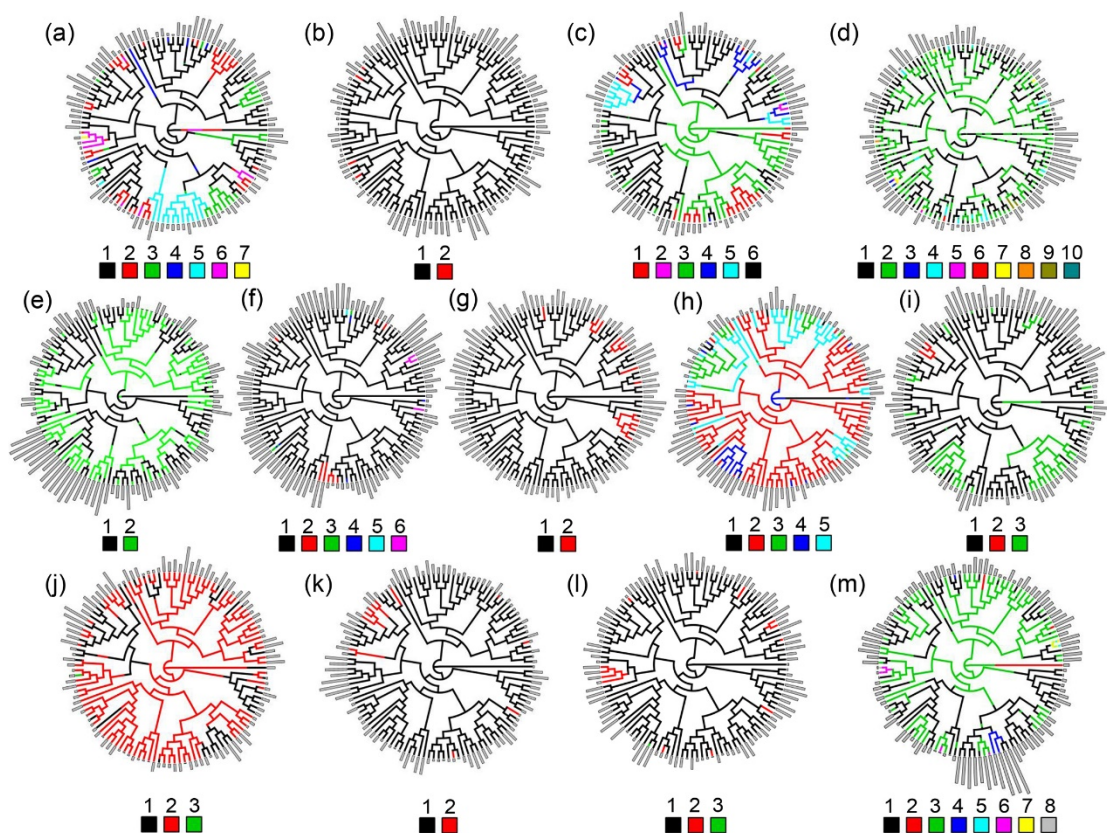 (a) (b) (c) (d)
1 2 3 4 5 6 7
1 2
1 2 3 4 5 6
1 2 3 4 5 6 7 8 9 10
(e) (f) (g) (h) (i)
1 2
1 2 3 4 5 6
1 2
1 2 3 4 5
1 2 3
(j) (k) (l) (m)
1 2 3
1 2
1 2 3
1 2 3 4 5 6 7 8